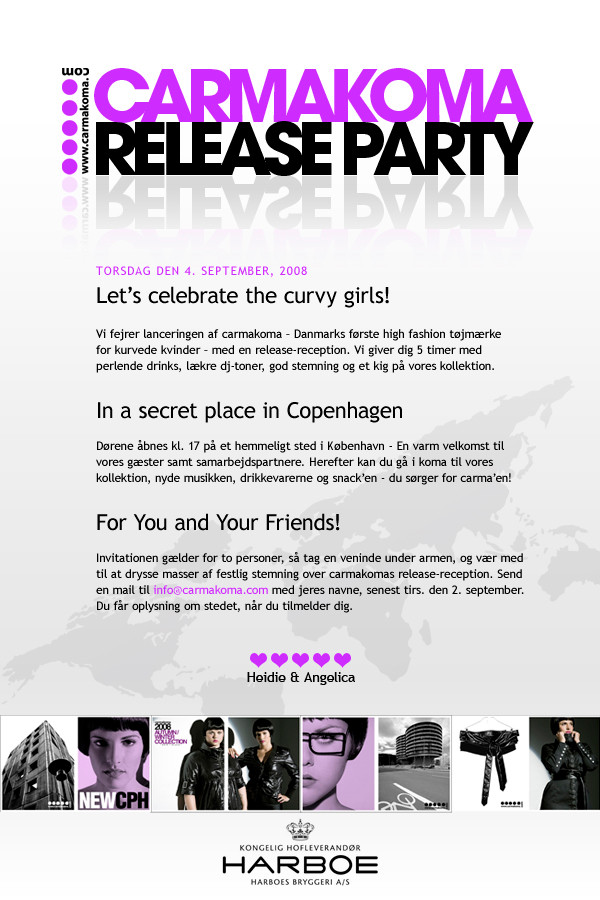 www.carmakoma.com
CARMAKOMA
RELEASE PARTY
TORSDAG DEN 4. SEPTEMBER, 2008
Let's celebrate the curvy girls!
Vi fejrer lanceringen af carmakoma – Danmarks første high fashion tøjmærke
for kurvede kvinder – med en release-reception. Vi giver dig 5 timer med
perlende drinks, lækre dj-toner, god stemning og et kig på vores kollektion.
In a secret place in Copenhagen
Dørene åbnes kl. 17 på et hemmeligt sted i København - En varm velkomst til
vores gæster samt samarbejdspartnere. Herefter kan du gå i koma til vores
kollektion, nyde musikken, drikkevarerne og snack'en - du sørger for carma'en!
For You and Your Friends!
Invitationen gælder for to personer, så tag en veninde under armen, og vær med
til at drysse masser af festlig stemning over carmakomas release-reception. Send
en mail til info@carmakoma.com med jeres navne, senest tirs. den 2. september.
Du får oplysning om stedet, når du tilmelder dig.
Heidie & Angelica
NEWCPH
2008
AUTUMN/
WINTER
COLLECTION
KONGELIG HOFLEVERANDØR
HARBOE
HARBOES BRYGGERI A/S